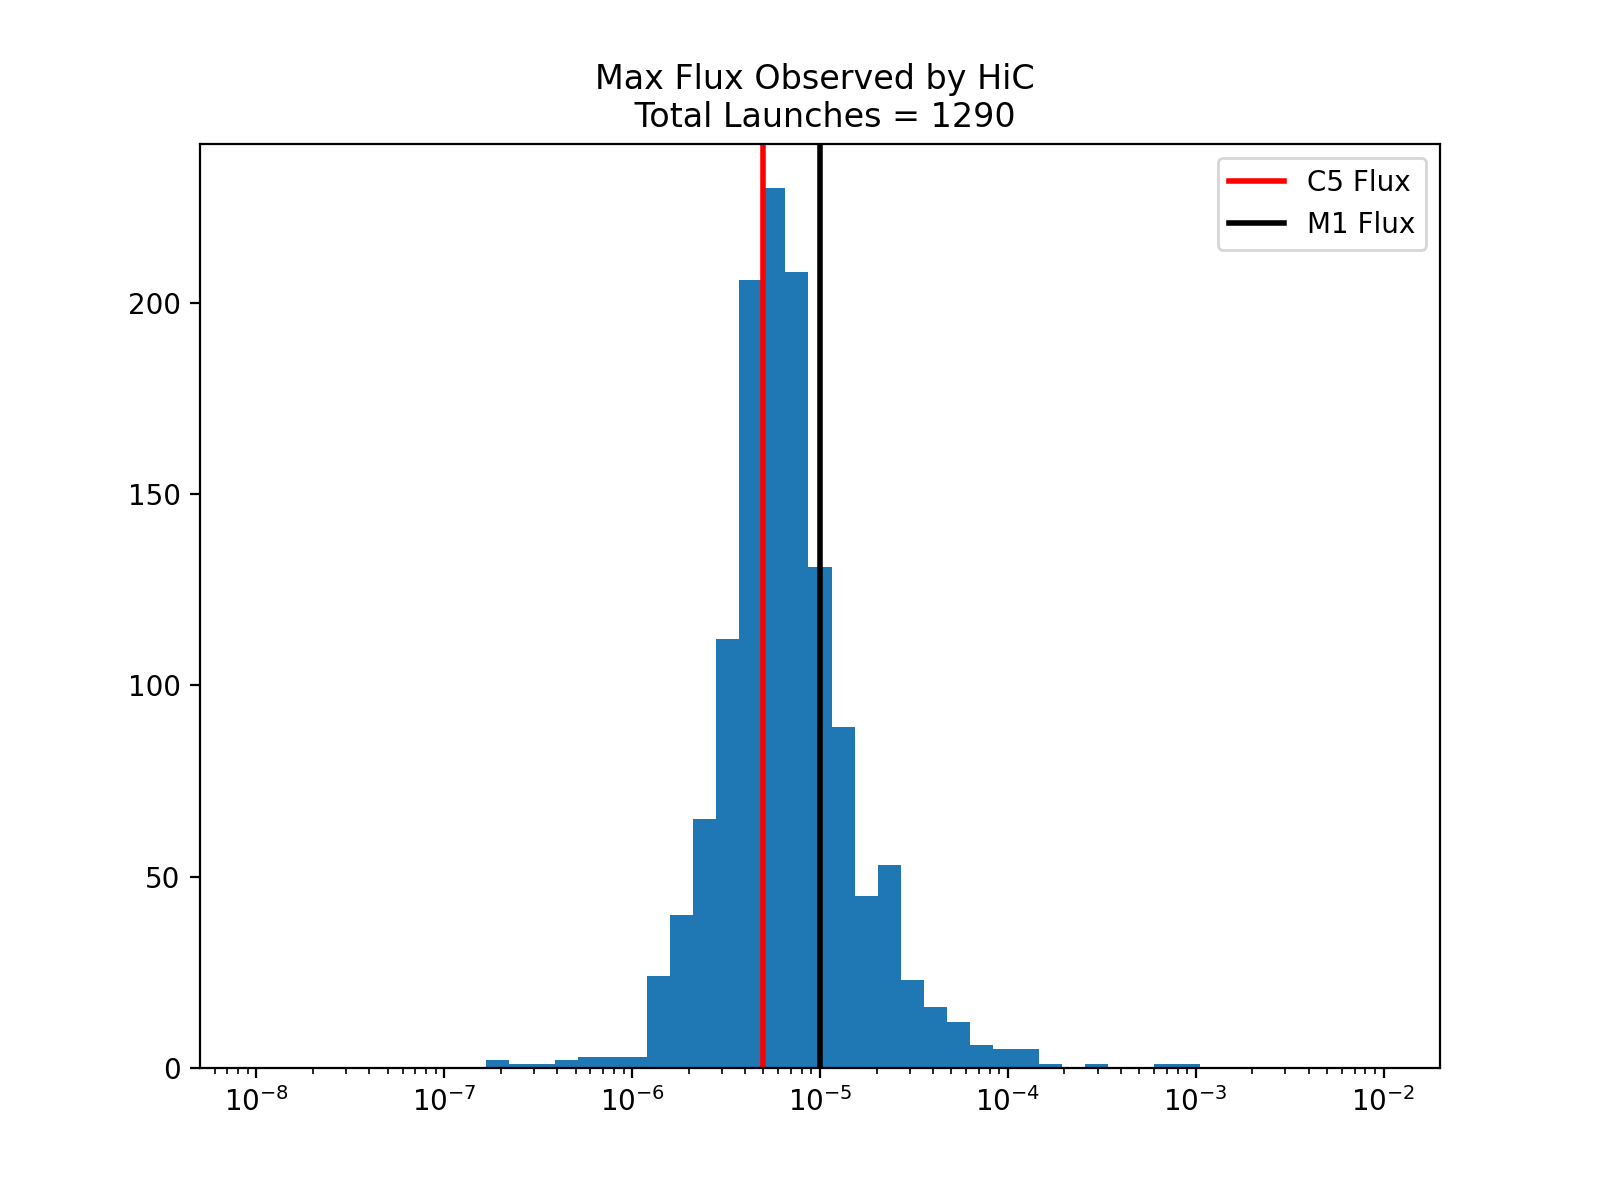 Max Flux Observed by HiC
Total Launches = 1290
C5 Flux
M1 Flux
200
150
100
50
0
10⁻⁸ 10⁻⁷ 10⁻⁶ 10⁻⁵ 10⁻⁴ 10⁻³ 10⁻²